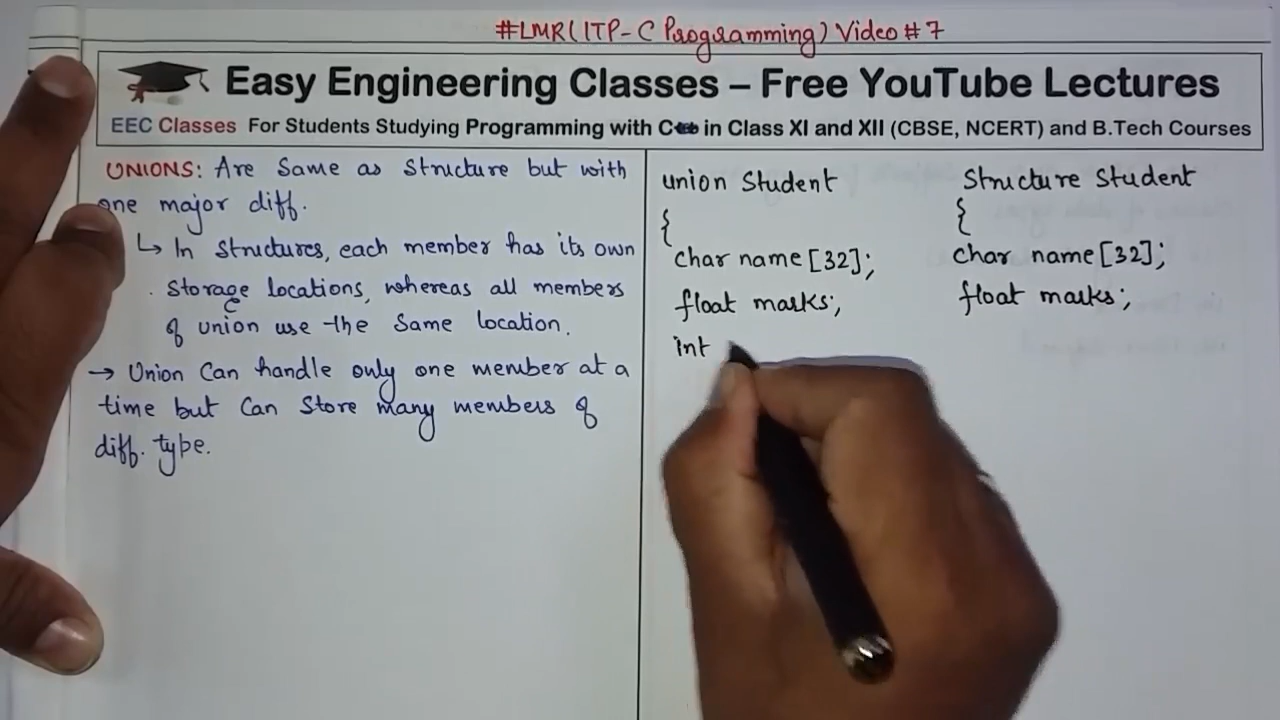 #LMR(ITP-C Programming) Video #7
Easy Engineering Classes – Free YouTube Lectures
EEC Classes For Students Studying Programming with C in Class XI and XII (CBSE, NCERT) and B.Tech Courses
UNIONS: Are Same as Structure but with
one major diff.
↳ In Structures, each member has its own
storage locations, whereas all members
of union use the Same location.
→ Union Can handle only one member at a
time but Can Store many members of
diff. type.
union Student
{
char name [32];
float marks;
int
Structure Student
{
char name [32];
float marks;